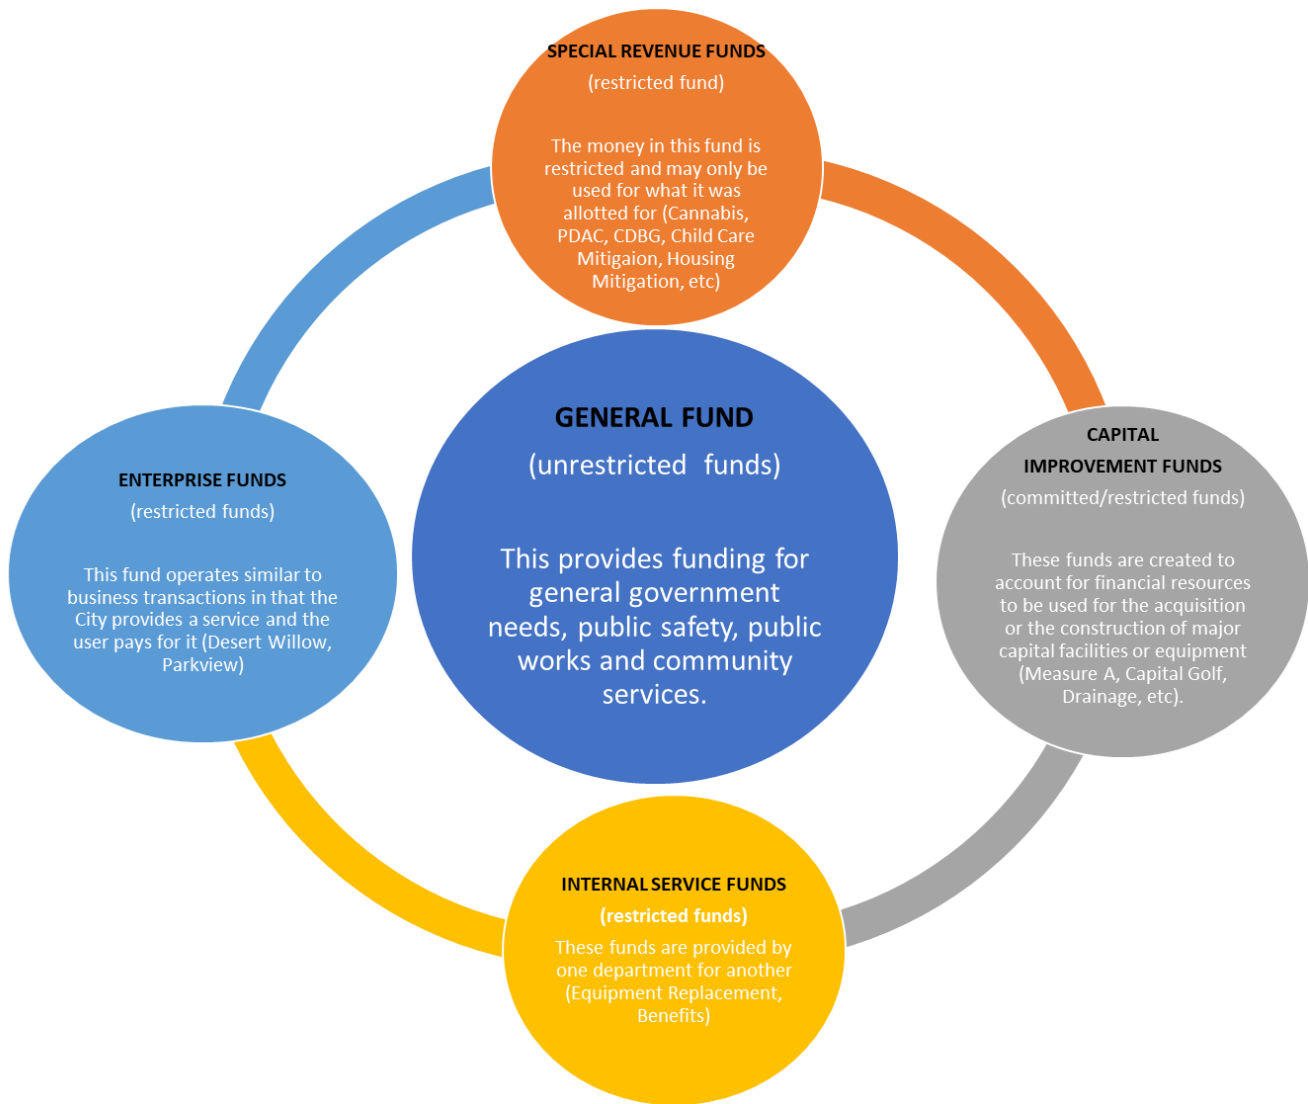 SPECIAL REVENUE FUNDS
(restricted fund)
The money in this fund is
restricted and may only be
used for what it was
allotted for (Cannabis,
PDAC, CDBG, Child Care
Mitigaion, Housing
Mitigation, etc)
GENERAL FUND
(unrestricted funds)
This provides funding for
general government
needs, public safety, public
works and community
services.
ENTERPRISE FUNDS
(restricted funds)
This fund operates similar to
business transactions in that the
City provides a service and the
user pays for it (Desert Willow,
Parkview)
CAPITAL
IMPROVEMENT FUNDS
(committed/restricted funds)
These funds are created to
account for financial resources
to be used for the acquisition
or the construction of major
capital facilities or equipment
(Measure A, Capital Golf,
Drainage, etc).
INTERNAL SERVICE FUNDS
(restricted funds)
These funds are provided by
one department for another
(Equipment Replacement,
Benefits)